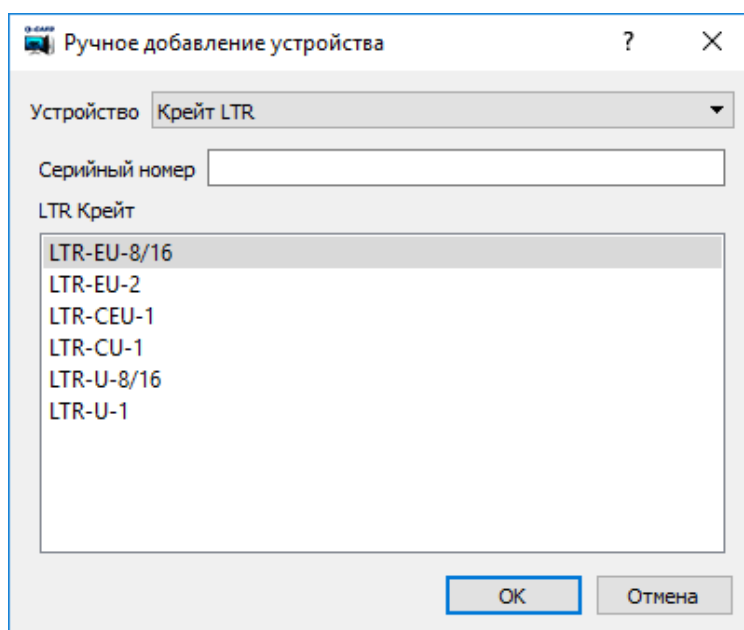 Q-CARD
Ручное добавление устройства ? ×
Устройство Крейт LTR
Серийный номер
LTR Крейт
LTR-EU-8/16
LTR-EU-2
LTR-CEU-1
LTR-CU-1
LTR-U-8/16
LTR-U-1
OK Отмена